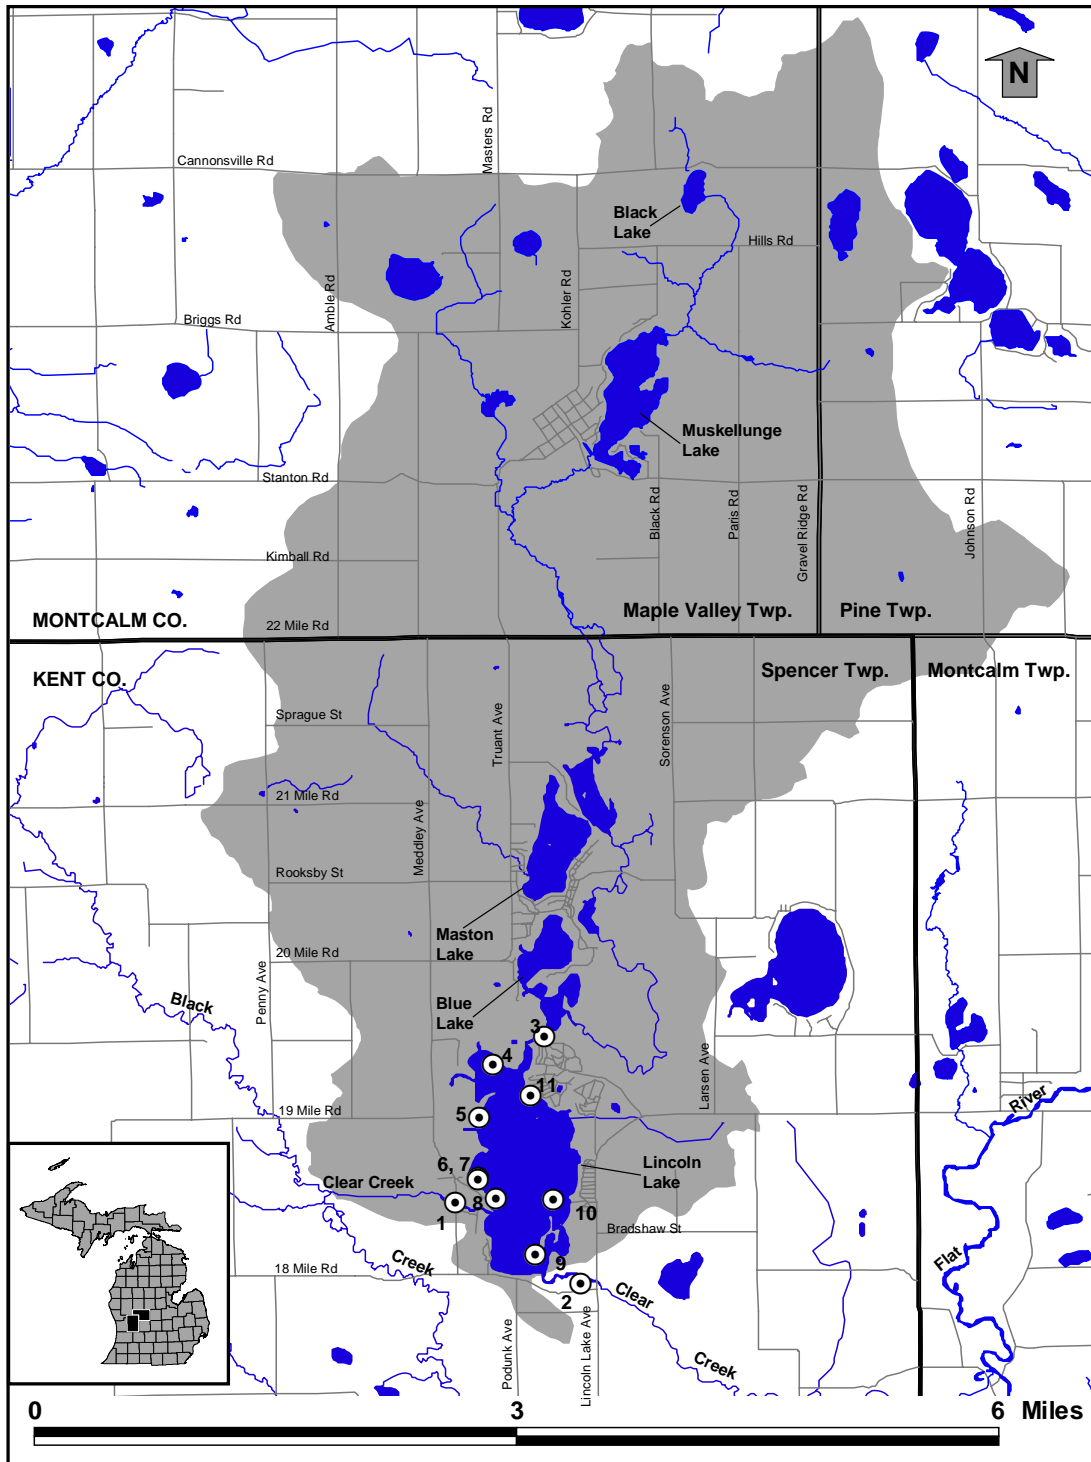 N
Masters Rd
Cannonsville Rd
Black
Lake
Hills Rd
Amble Rd
Kohler Rd
Briggs Rd
Muskellunge
Lake
Stanton Rd
Black Rd
Paris Rd
Gravel Ridge Rd
Johnson Rd
Kimball Rd
MONTCALM CO.
22 Mile Rd
Maple Valley Twp.
Pine Twp.
KENT CO.
Spencer Twp.
Montcalm Twp.
Sprague St
Truant Ave
Sorenson Ave
21 Mile Rd
Meddley Ave
Rooksby St
Maston
Lake
20 Mile Rd
Penny Ave
Black
Blue
Lake
3
4
11
Larsen Ave
River
19 Mile Rd
5
6, 7
Lincoln
Lake
Clear Creek
8
10
1
Bradshaw St
Creek
9
18 Mile Rd
2
Clear
Flat
Podunk Ave
Lincoln Lake Ave
Creek
0
3
6
Miles